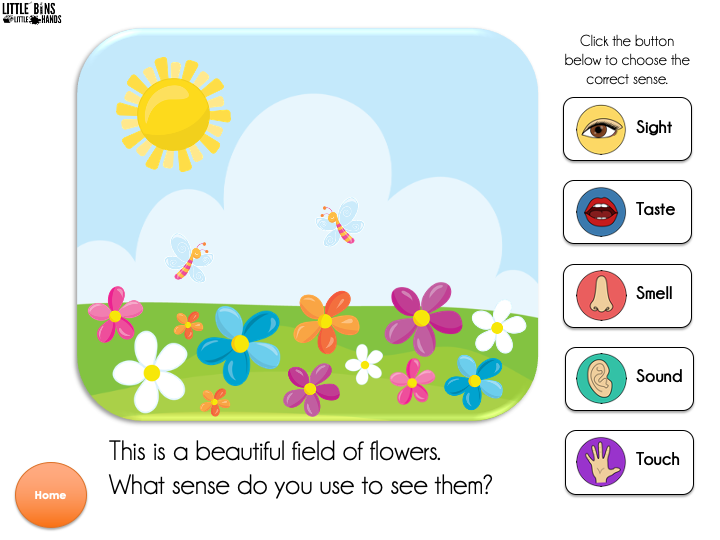 LITTLE BINS
LITTLE HANDS
Click the button
below to choose the
correct sense.
Sight
Taste
Smell
Sound
Touch
This is a beautiful field of flowers.
What sense do you use to see them?
Home